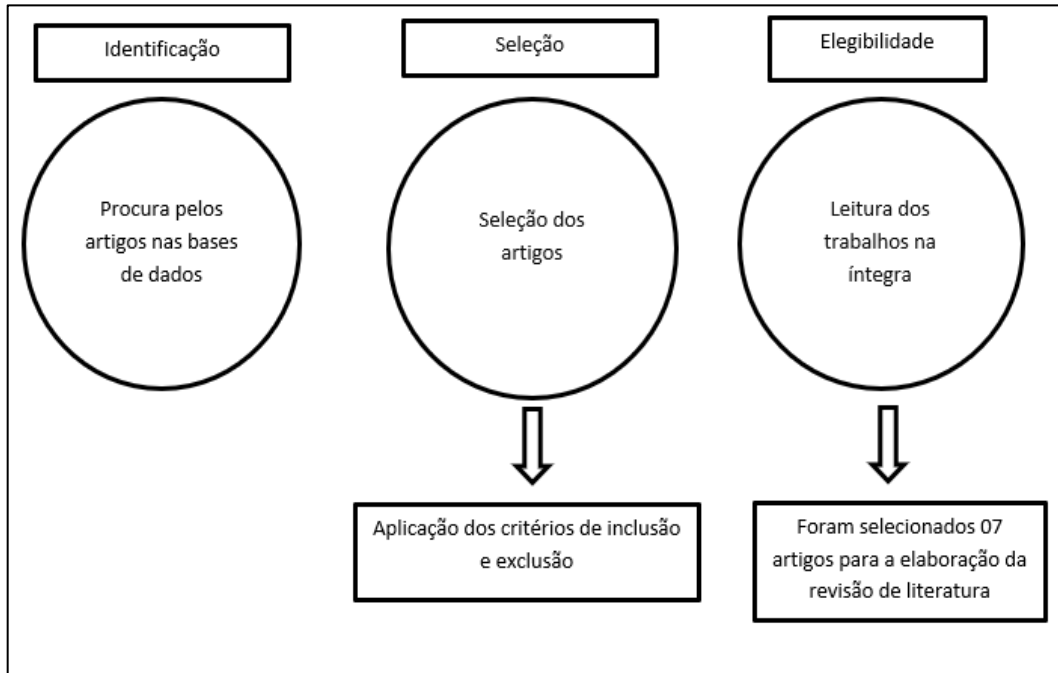 Identificação
Procura pelos
artigos nas bases
de dados
Seleção
Seleção dos
artigos
Aplicação dos critérios de inclusão
e exclusão
Elegibilidade
Leitura dos
trabalhos na
íntegra
Foram selecionados 07
artigos para a elaboração da
revisão de literatura